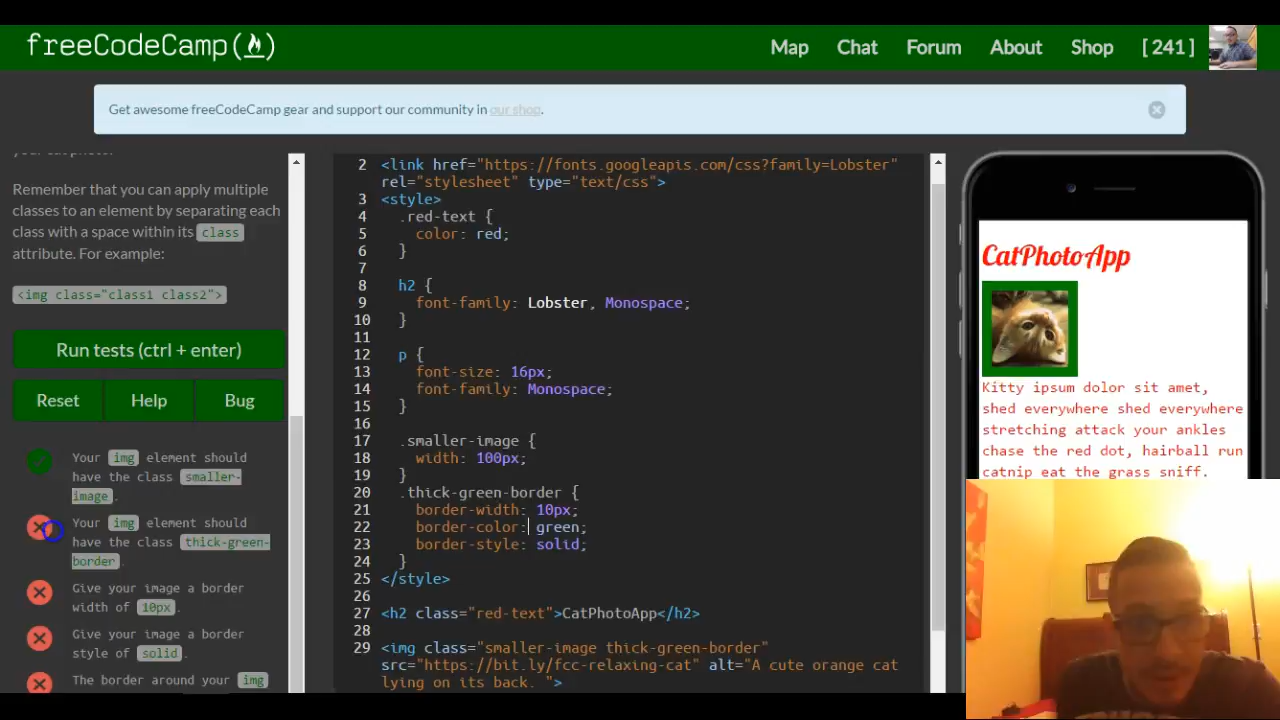 freeCodeCamp
Map Chat Forum About Shop [ 241 ]
Get awesome freeCodeCamp gear and support our community in our shop.
your cat photo.
Remember that you can apply multiple
classes to an element by separating each
class with a space within its class
attribute. For example:
<img class="class1 class2">
Run tests (ctrl + enter)
Reset Help Bug
Your img element should
have the class smaller-
image.
Your img element should
have the class thick-green-
border.
Give your image a border
width of 10px.
Give your image a border
style of solid.
The border around your img
2 <link href="https://fonts.googleapis.com/css?family=Lobster"
rel="stylesheet" type="text/css">
3 <style>
4 .red-text {
5 color: red;
6 }
7
8 h2 {
9 font-family: Lobster, Monospace;
10 }
11
12 p {
13 font-size: 16px;
14 font-family: Monospace;
15 }
16
17 .smaller-image {
18 width: 100px;
19 }
20 .thick-green-border {
21 border-width: 10px;
22 border-color: green;
23 border-style: solid;
24 }
25 </style>
26
27 <h2 class="red-text">CatPhotoApp</h2>
28
29 <img class="smaller-image thick-green-border"
src="https://bit.ly/fcc-relaxing-cat" alt="A cute orange cat
lying on its back. ">
CatPhotoApp
Kitty ipsum dolor sit amet,
shed everywhere shed everywhere
stretching attack your ankles
chase the red dot, hairball run
catnip eat the grass sniff.